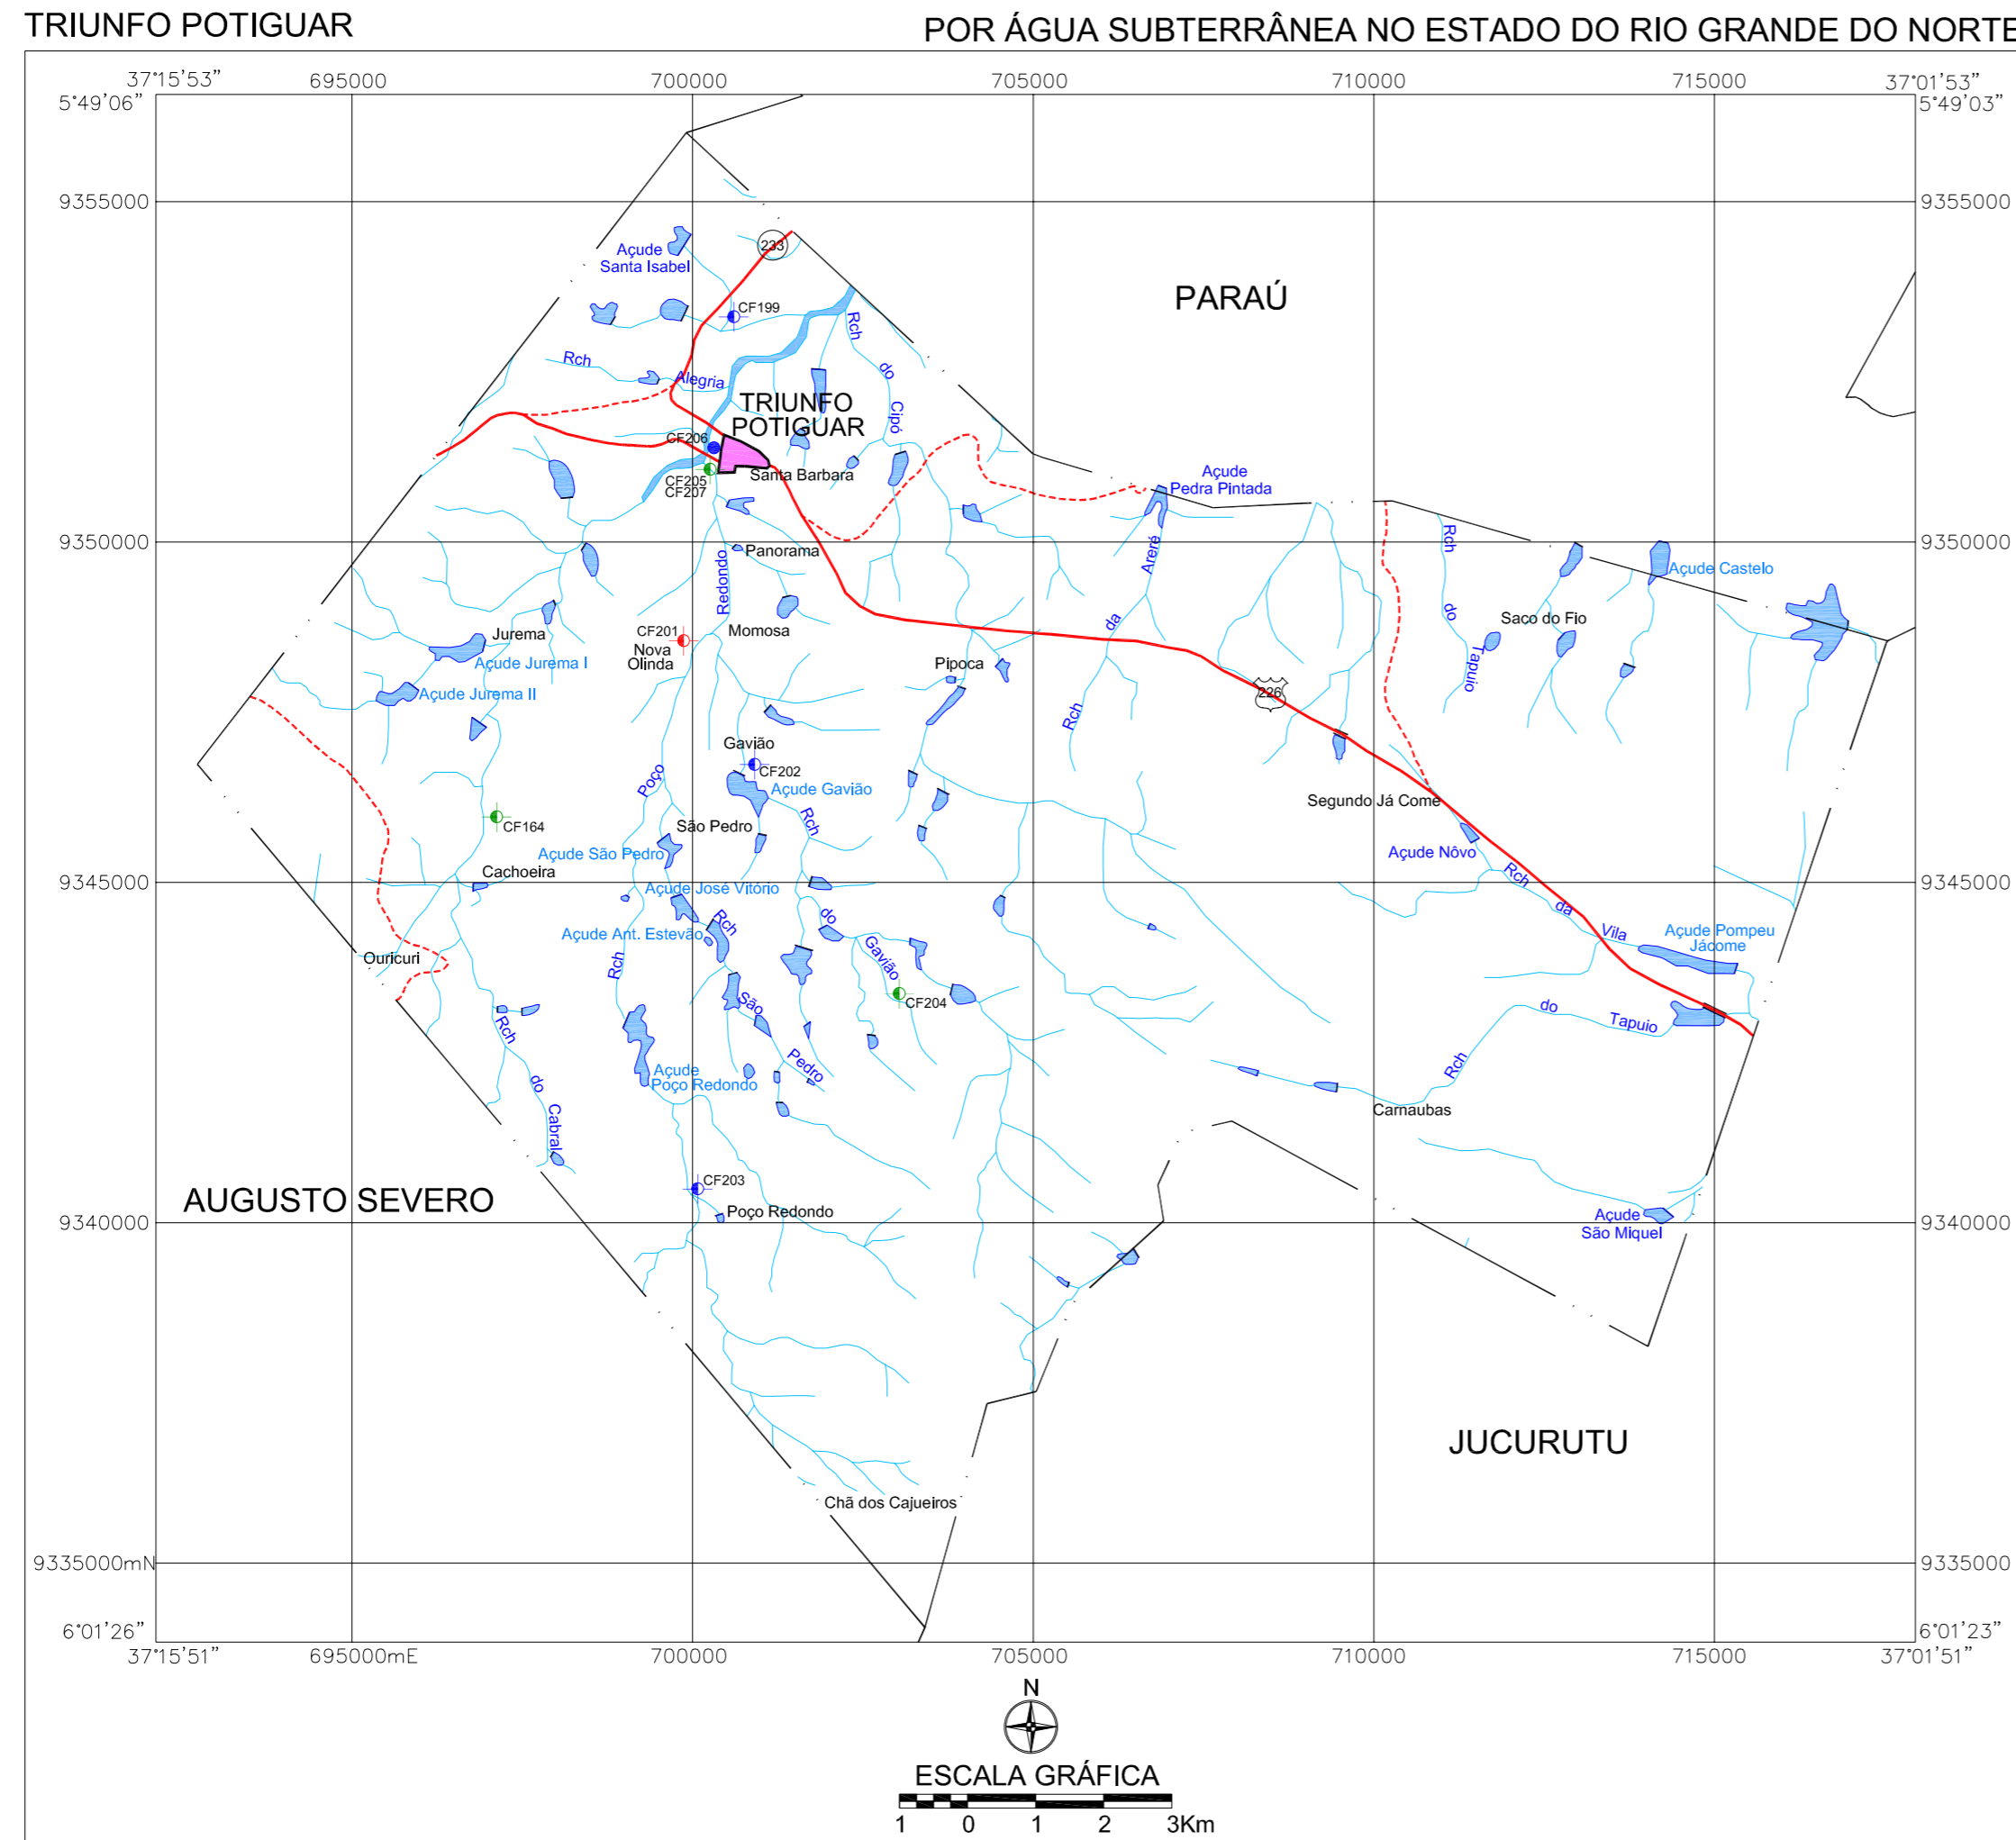 TRIUNFO POTIGUAR
POR ÁGUA SUBTERRÂNEA NO ESTADO DO RIO GRANDE DO NORTE
37°15'53"
695000
700000
705000
710000
715000
37°01'53"
5°49'06"
5°49'03"
9355000
9355000
233
Açude
Santa Isabel
PARAÚ
CF199
Rch
do
Cipó
Rch
Alegria
TRIUNFO
POTIGUAR
CF206
CF205
CF207
Santa Barbara
Açude
Pedra Pintada
9350000
9350000
Panorama
Redondo
Areré
da
Rch
Rch
do
Tapuio
Açude Castelo
Saco do Fio
CF201
Nova
Olinda
Momosa
Jurema
Açude Jurema I
Açude Jurema II
Pipoca
226
Gavião
CF202
Açude Gavião
Poço
Rch
São Pedro
Segundo Já Come
CF164
Açude São Pedro
Açude Nôvo
Cachoeira
9345000
9345000
Açude José Vitório
Rch
do
Rch
da
Vila
Açude Ant. Estevão
Gavião
Açude Pompeu
Jácome
Ouricuri
Rch
CF204
São
do
Tapuio
Rch
Rch
do
Cabral
Pedro
Açude
Poço Redondo
Carnaubas
CF203
AUGUSTO SEVERO
Poço Redondo
9340000
9340000
Açude
São Miquel
JUCURUTU
Chã dos Cajueiros
9335000mN
9335000
6°01'26"
6°01'23"
37°15'51"
695000mE
700000
705000
710000
715000
37°01'51"
N
ESCALA GRÁFICA
1 0 1 2 3Km